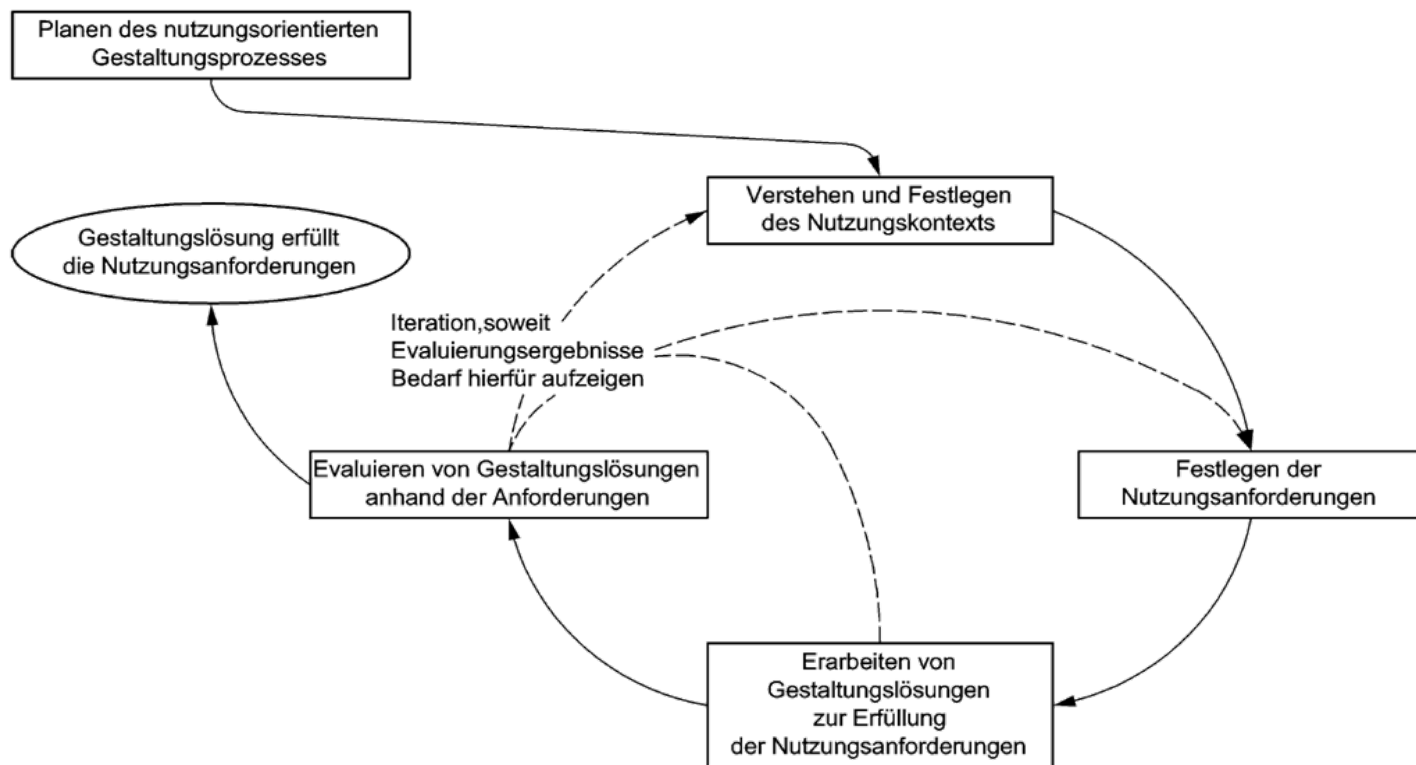 Planen des nutzungsorientierten
Gestaltungsprozesses
Verstehen und Festlegen
des Nutzungskontexts
Gestaltungslösung erfüllt
die Nutzungsanforderungen
Iteration,soweit
Evaluierungsergebnisse
Bedarf hierfür aufzeigen
Evaluieren von Gestaltungslösungen
anhand der Anforderungen
Festlegen der
Nutzungsanforderungen
Erarbeiten von
Gestaltungslösungen
zur Erfüllung
der Nutzungsanforderungen